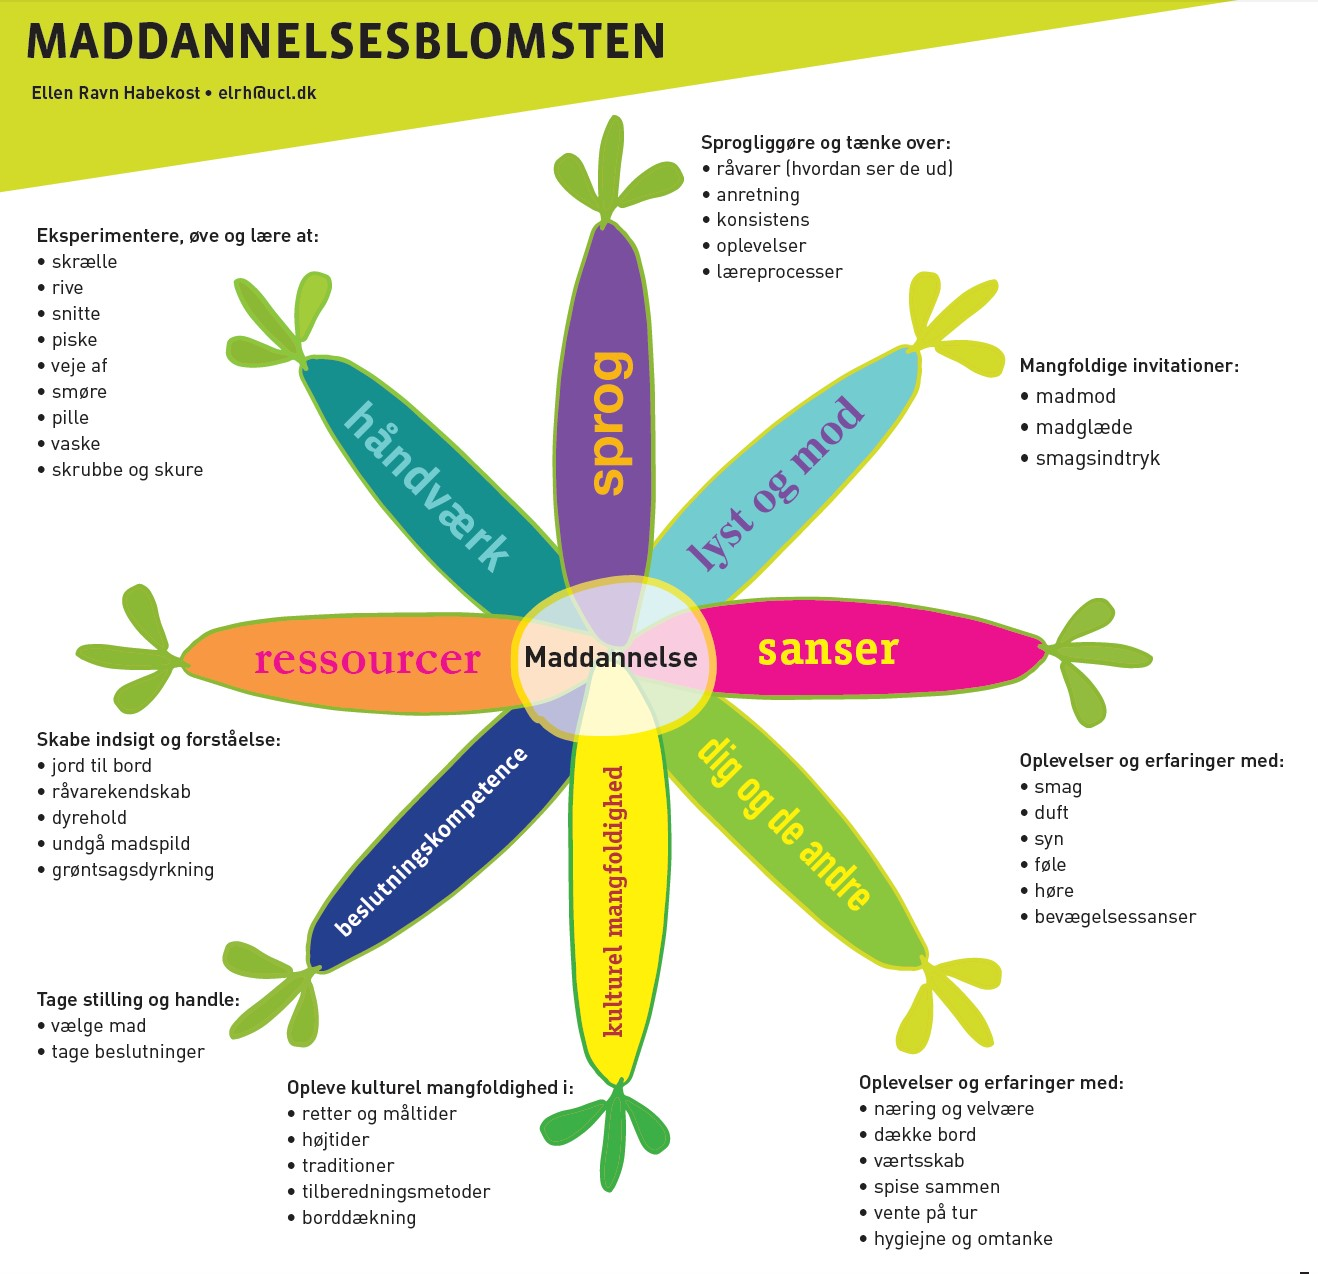 MADDANNELSESBLOMSTEN
Ellen Ravn Habekost • elrh@ucl.dk
Sprogliggøre og tænke over:
• råvarer (hvordan ser de ud)
• anretning
• konsistens
• oplevelser
• læreprocesser
Eksperimentere, øve og lære at:
• skrælle
• rive
• snitte
• piske
• veje af
• smøre
• pille
• vaske
• skrubbe og skure
Mangfoldige invitationer:
• madmod
• madglæde
• smagsindtryk
håndværk
sprog
lyst og mod
ressourcer
Maddannelse
sanser
beslutningskompetence
kulturel mangfoldighed
dig og de andre
Skabe indsigt og forståelse:
• jord til bord
• råvarekendskab
• dyrehold
• undgå madspild
• grøntsagsdyrkning
Oplevelser og erfaringer med:
• smag
• duft
• syn
• føle
• høre
• bevægelsessanser
Tage stilling og handle:
• vælge mad
• tage beslutninger
Opleve kulturel mangfoldighed i:
• retter og måltider
• højtider
• traditioner
• tilberedningsmetoder
• borddækning
Oplevelser og erfaringer med:
• næring og velvære
• dække bord
• værtsskab
• spise sammen
• vente på tur
• hygiejne og omtanke